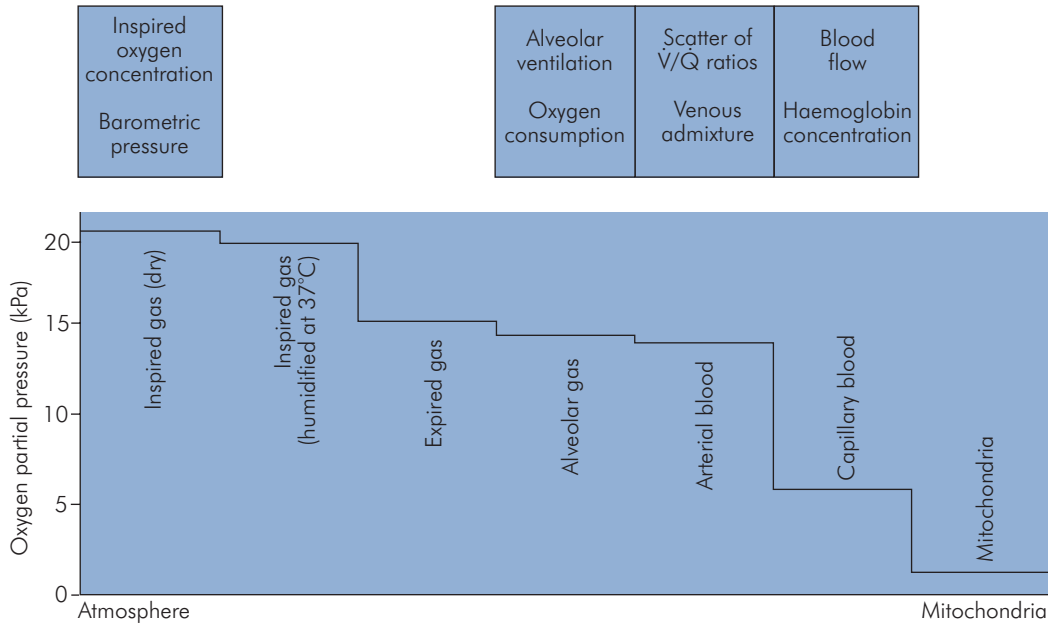 Inspired
oxygen
concentration
Barometric
pressure
Alveolar
ventilation
Oxygen
consumption
Scatter of
V̇/Q̇ ratios
Venous
admixture
Blood
flow
Haemoglobin
concentration
Oxygen partial pressure (kPa)
20
15
10
5
0
Inspired gas (dry)
Inspired gas
(humidified at 37°C)
Expired gas
Alveolar gas
Arterial blood
Capillary blood
Mitochondria
Atmosphere
Mitochondria